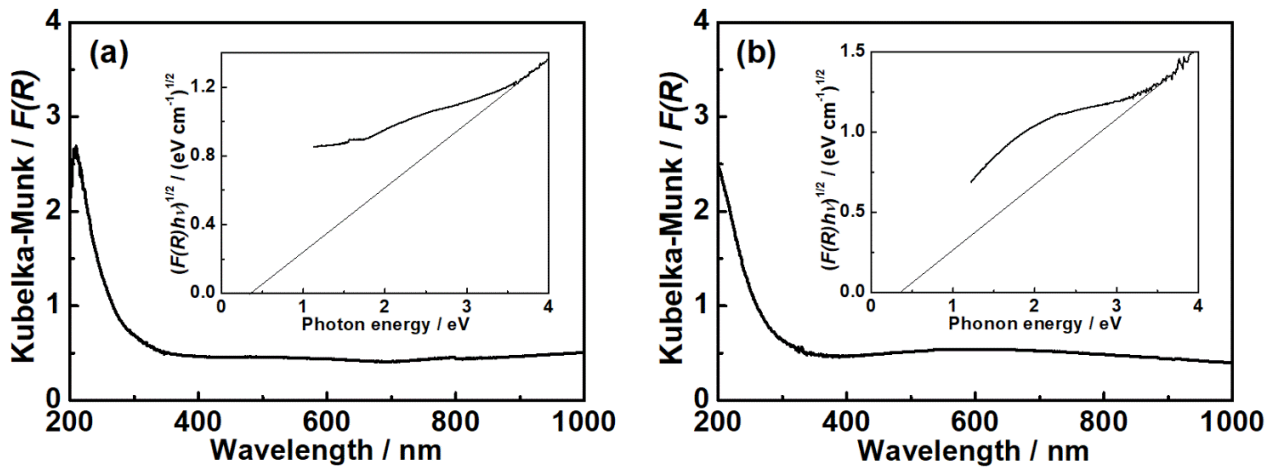 (a)
Kubelka-Munk / F(R)
4
3
2
1
0
200 400 600 800 1000
Wavelength / nm
(F(R)hν)^1/2 / (eV cm^-1)^1/2
1.2
0.8
0.4
0.0
0 1 2 3 4
Photon energy / eV
(b)
Kubelka-Munk / F(R)
4
3
2
1
0
200 400 600 800 1000
Wavelength / nm
(F(R)hν)^1/2 / (eV cm^-1)^1/2
1.5
1.0
0.5
0.0
0 1 2 3 4
Phonon energy / eV